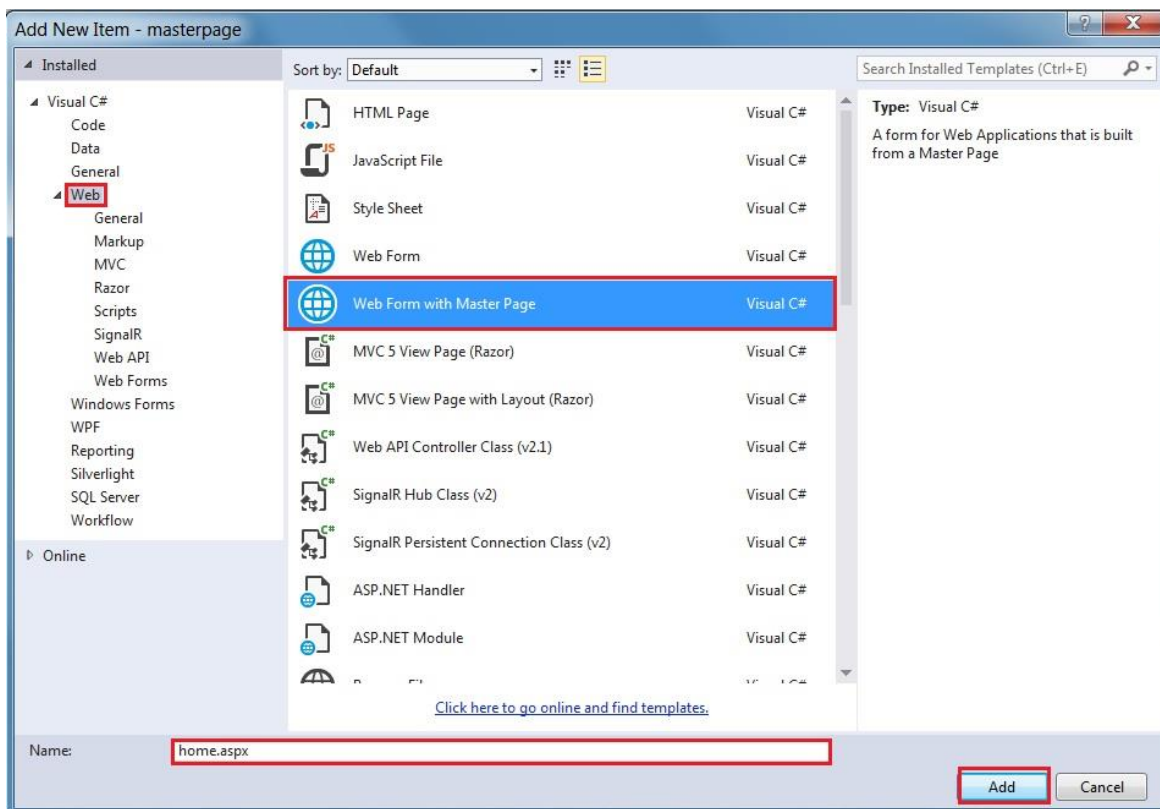 Add New Item - masterpage
Installed
Sort by: Default
Search Installed Templates (Ctrl+E)
Visual C#
Code
Data
General
Web
General
Markup
MVC
Razor
Scripts
SignalR
Web API
Web Forms
Windows Forms
WPF
Reporting
Silverlight
SQL Server
Workflow
Online
HTML Page Visual C#
JavaScript File Visual C#
Style Sheet Visual C#
Web Form Visual C#
Web Form with Master Page Visual C#
MVC 5 View Page (Razor) Visual C#
MVC 5 View Page with Layout (Razor) Visual C#
Web API Controller Class (v2.1) Visual C#
SignalR Hub Class (v2) Visual C#
SignalR Persistent Connection Class (v2) Visual C#
ASP.NET Handler Visual C#
ASP.NET Module Visual C#
Click here to go online and find templates.
Type: Visual C#
A form for Web Applications that is built
from a Master Page
Name: home.aspx
Add Cancel